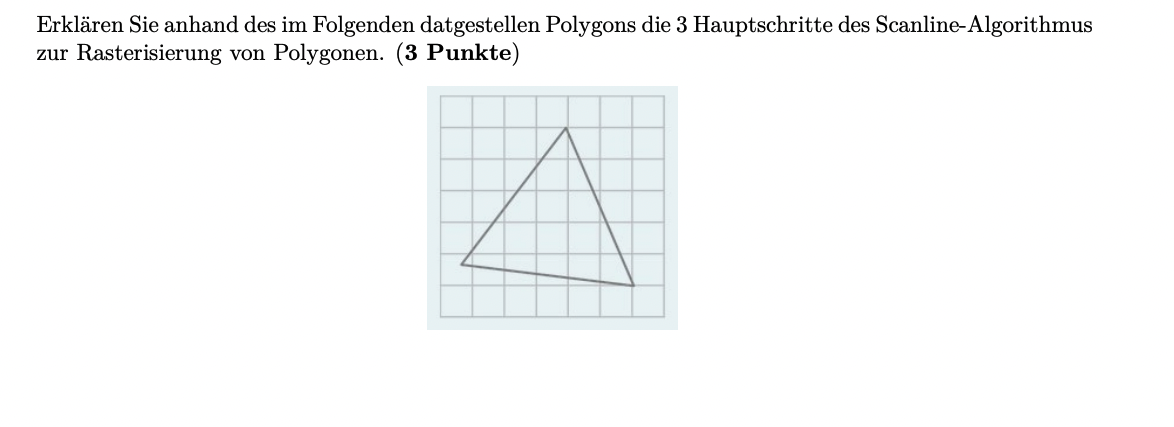 Erklären Sie anhand des im Folgenden datgestellen Polygons die 3 Hauptschritte des Scanline-Algorithmus
zur Rasterisierung von Polygonen. (3 Punkte)